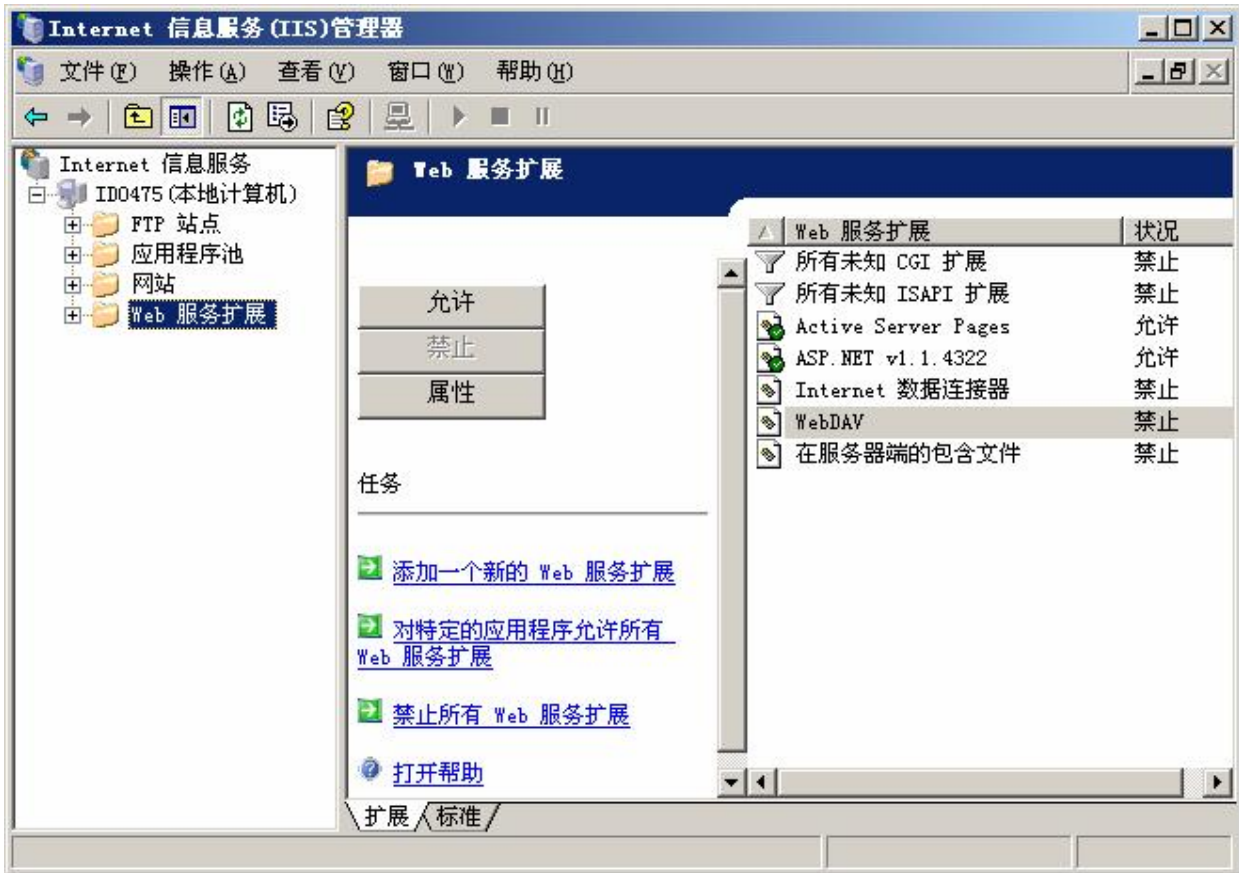 Internet 信息服务(IIS)管理器
文件(F) 操作(A) 查看(V) 窗口(W) 帮助(H)
Internet 信息服务
ID0475(本地计算机)
FTP 站点
应用程序池
网站
Web 服务扩展
Web 服务扩展
允许
禁止
属性
任务
添加一个新的 Web 服务扩展
对特定的应用程序允许所有
Web 服务扩展
禁止所有 Web 服务扩展
打开帮助
Web 服务扩展 状况
所有未知 CGI 扩展 禁止
所有未知 ISAPI 扩展 禁止
Active Server Pages 允许
ASP.NET v1.1.4322 允许
Internet 数据连接器 禁止
WebDAV 禁止
在服务器端的包含文件 禁止
扩展 标准